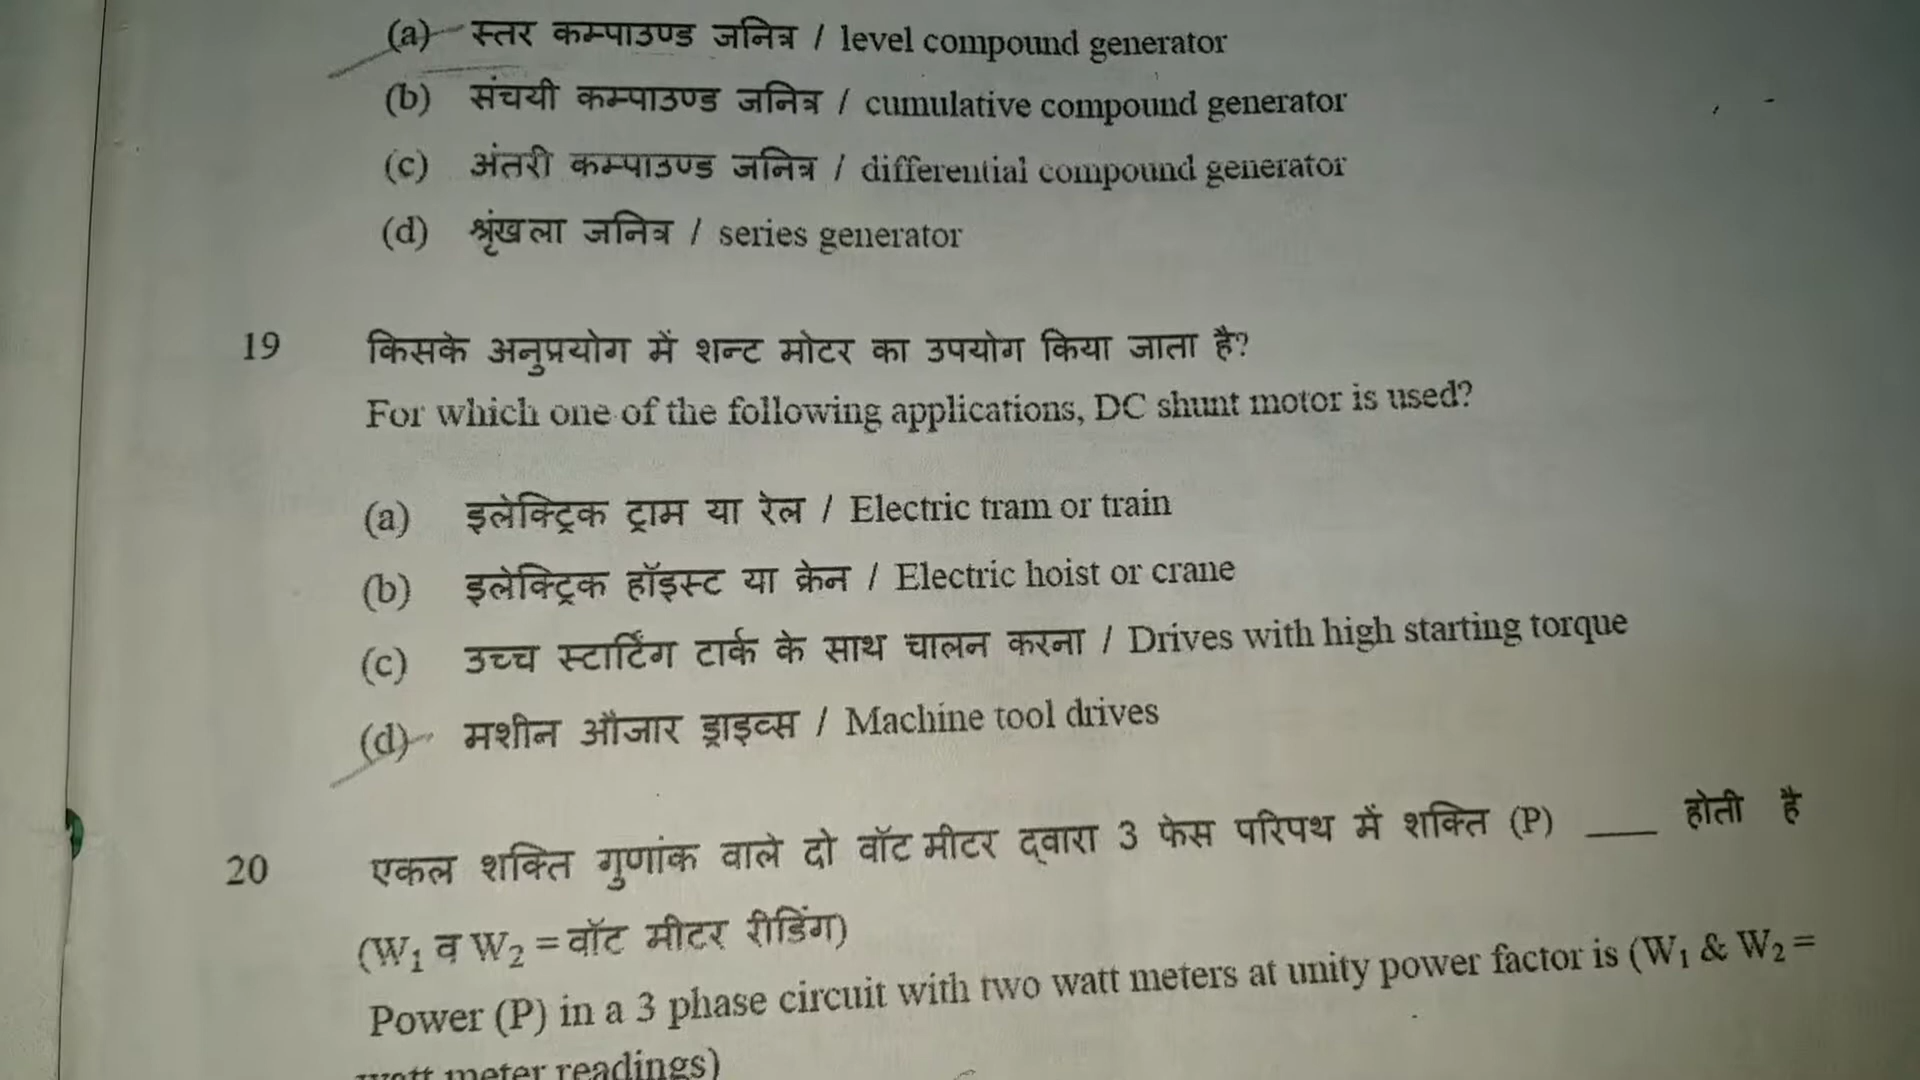 (a) स्तर कम्पाउण्ड जनित्र / level compound generator
(b) संचयी कम्पाउण्ड जनित्र / cumulative compound generator
(c) अंतरी कम्पाउण्ड जनित्र / differential compound generator
(d) श्रृंखला जनित्र / series generator
19 किसके अनुप्रयोग में शन्ट मोटर का उपयोग किया जाता है?
For which one of the following applications, DC shunt motor is used?
(a) इलेक्ट्रिक ट्राम या रेल / Electric tram or train
(b) इलेक्ट्रिक हॉइस्ट या क्रेन / Electric hoist or crane
(c) उच्च स्टार्टिंग टार्क के साथ चालन करना / Drives with high starting torque
(d) मशीन औजार ड्राइव्स / Machine tool drives
20 एकल शक्ति गुणांक वाले दो वॉट मीटर द्वारा 3 फेस परिपथ में शक्ति (P) ____ होती है
(W₁ व W₂ = वॉट मीटर रीडिंग)
Power (P) in a 3 phase circuit with two watt meters at unity power factor is (W₁ & W₂ =
watt meter readings)